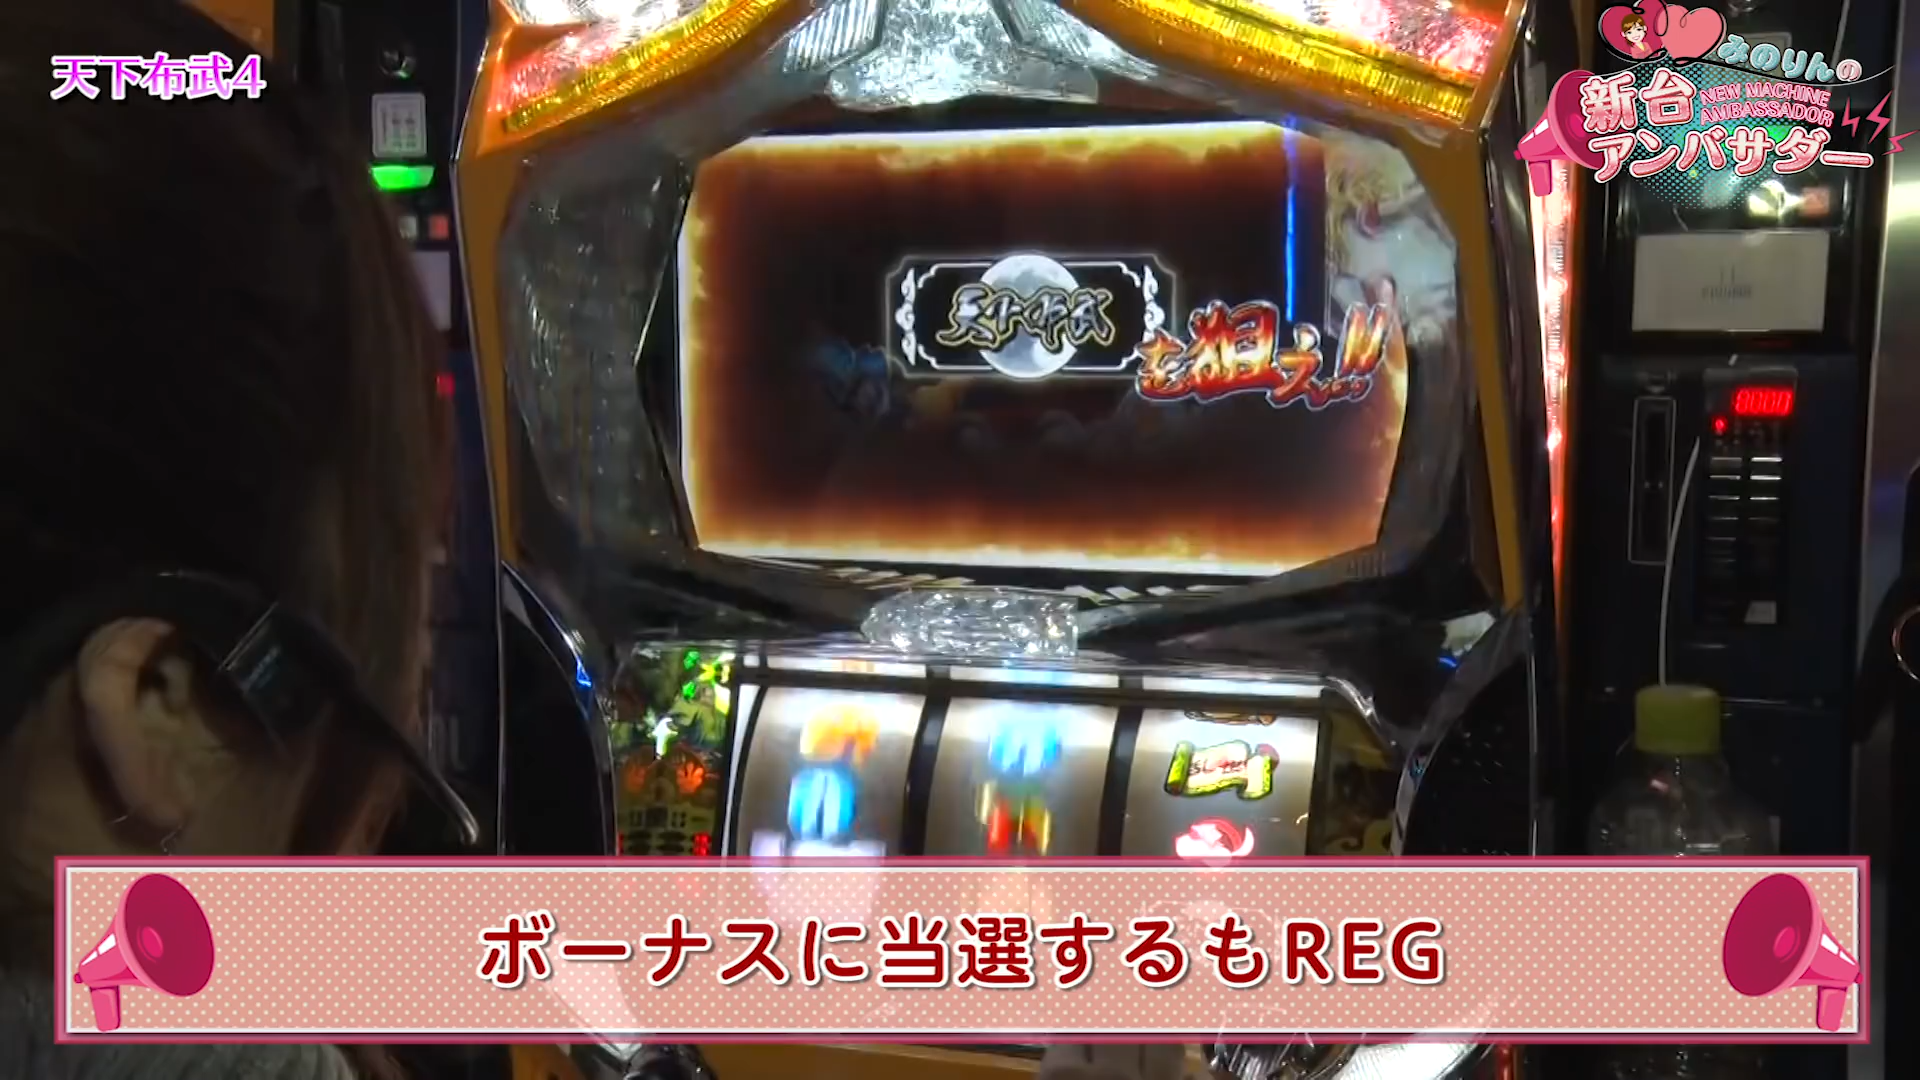 天下布武4
みのりんの
新台
NEW MACHINE
AMBASSADOR
アンバサダー
天下布武
を狙え!!
ボーナスに当選するもREG